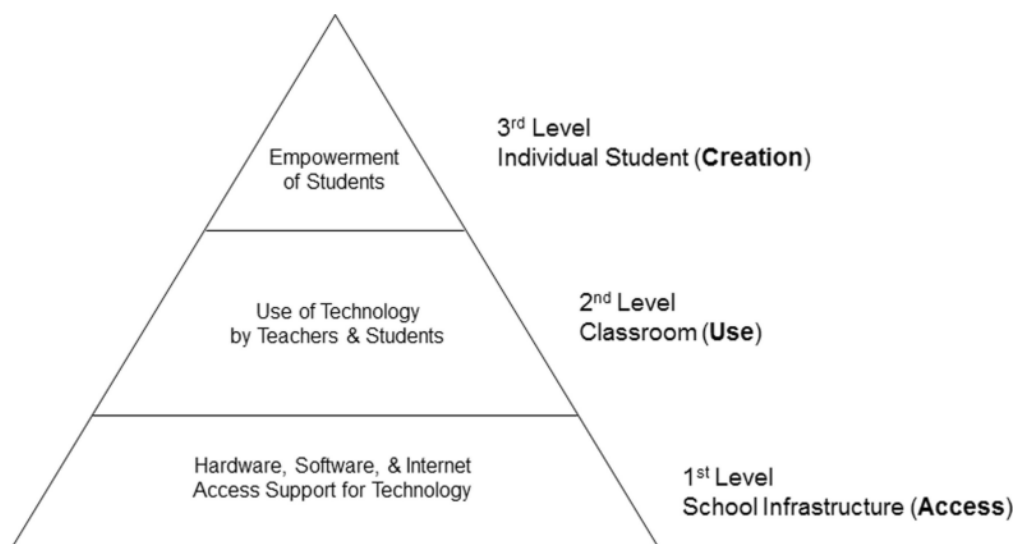 Empowerment
of Students
3rd Level
Individual Student (Creation)
Use of Technology
by Teachers & Students
2nd Level
Classroom (Use)
Hardware, Software, & Internet
Access Support for Technology
1st Level
School Infrastructure (Access)